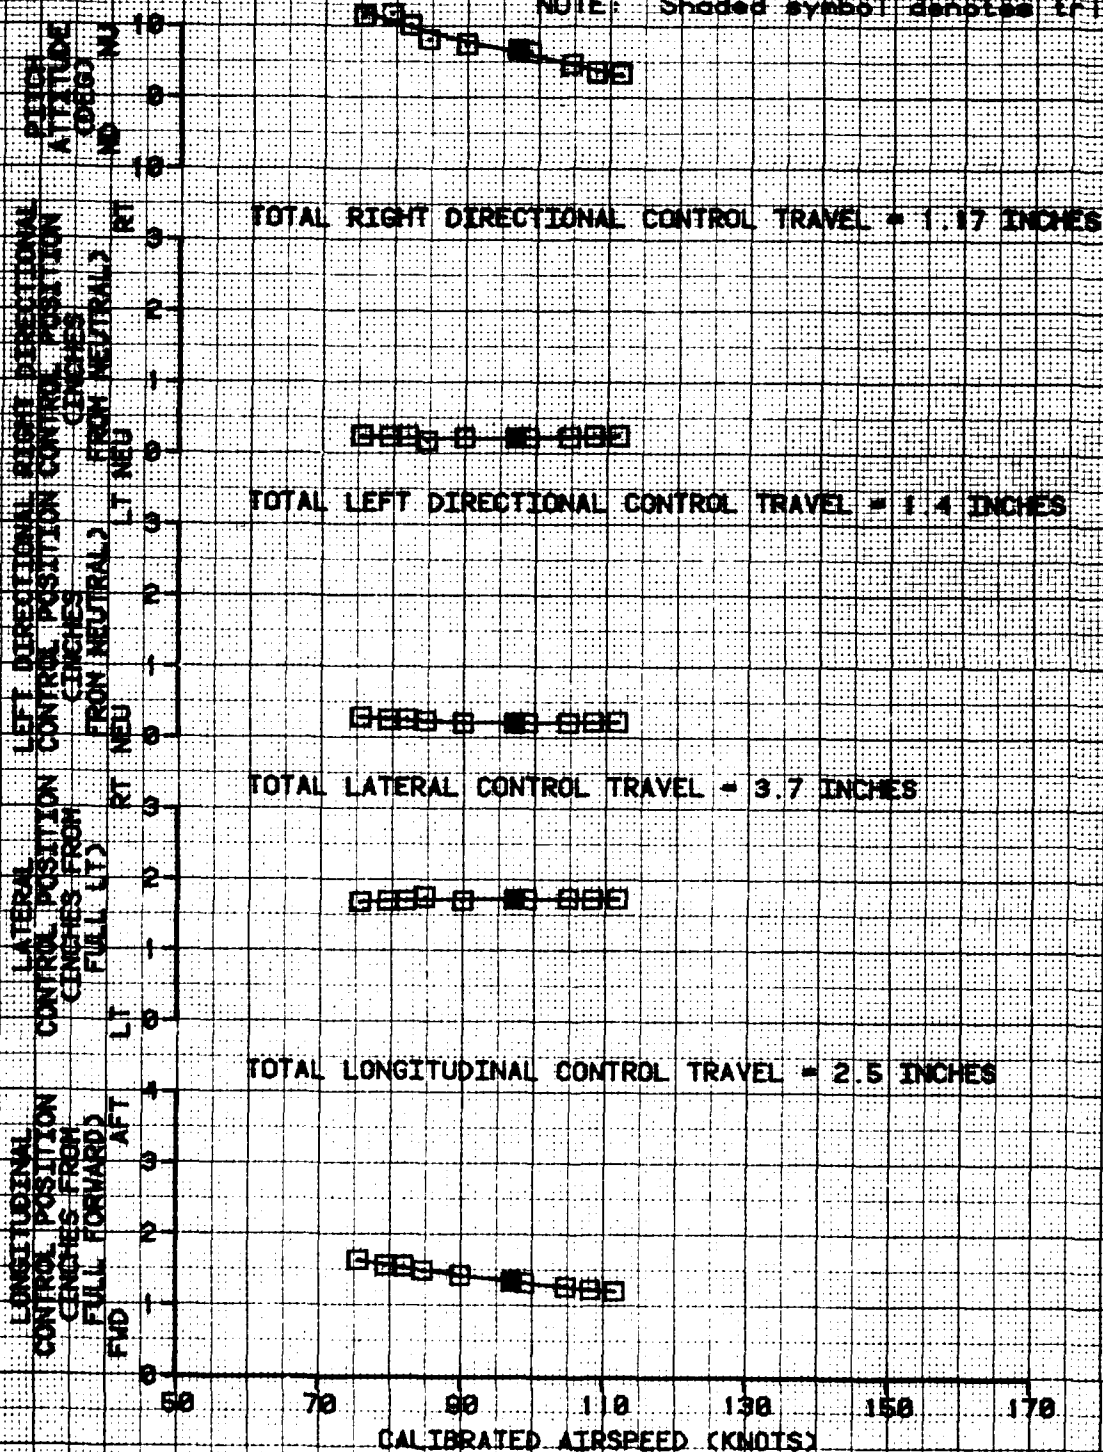 NOTE: Shaded symbol denotes tri
PITCH
ATTITUDE
(DEG)
ND NU
10
0
10
TOTAL RIGHT DIRECTIONAL CONTROL TRAVEL = 1.17 INCHES
RIGHT DIRECTIONAL
CONTROL POSITION
(INCHES
FROM NEUTRAL)
NEU RT
3
2
1
0
TOTAL LEFT DIRECTIONAL CONTROL TRAVEL = 1.4 INCHES
LEFT DIRECTIONAL
CONTROL POSITION
(INCHES
FROM NEUTRAL)
NEU LT
3
2
1
0
TOTAL LATERAL CONTROL TRAVEL = 3.7 INCHES
LATERAL
CONTROL POSITION
(INCHES FROM
FULL LT)
LT RT
3
2
1
0
TOTAL LONGITUDINAL CONTROL TRAVEL = 2.5 INCHES
LONGITUDINAL
CONTROL POSITION
(INCHES FROM
FULL FORWARD)
FWD AFT
4
3
2
1
0
50 70 90 110 130 150 170
CALIBRATED AIRSPEED (KNOTS)